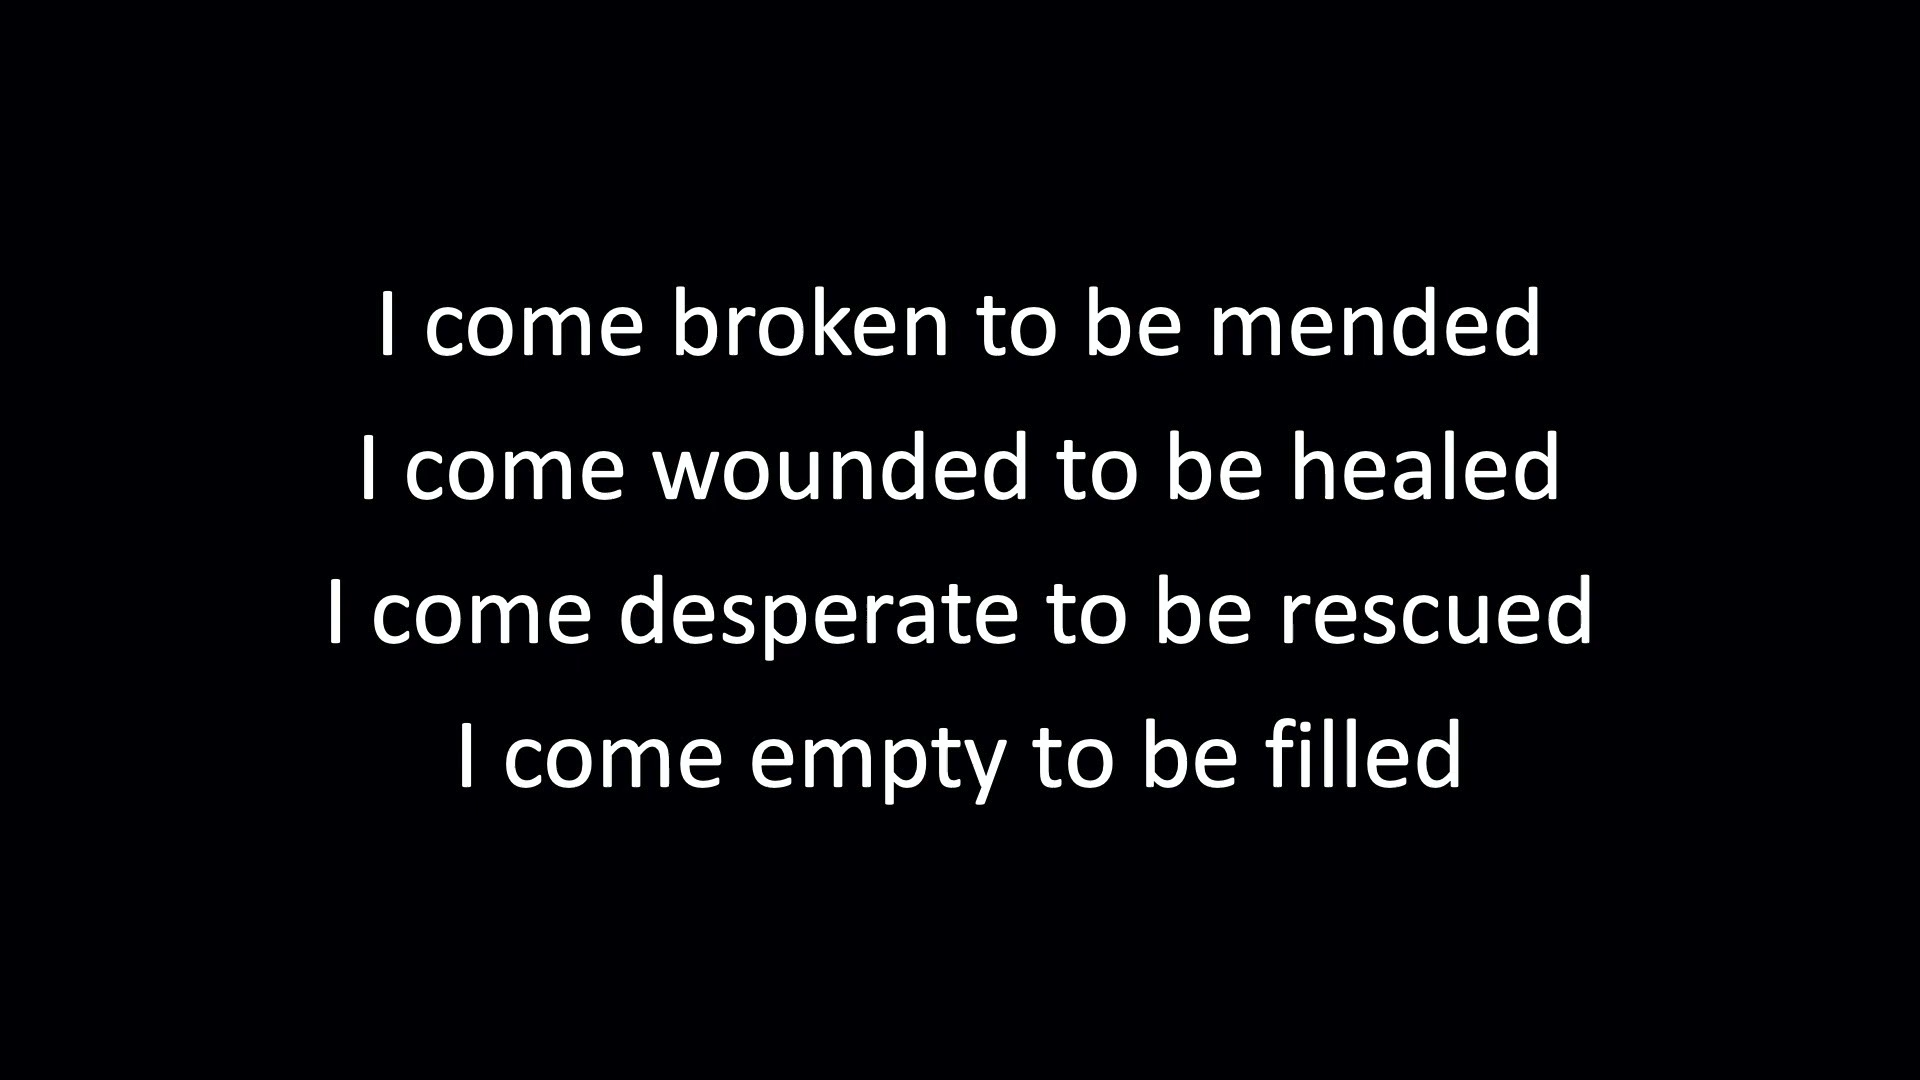 I come broken to be mended
I come wounded to be healed
I come desperate to be rescued
I come empty to be filled